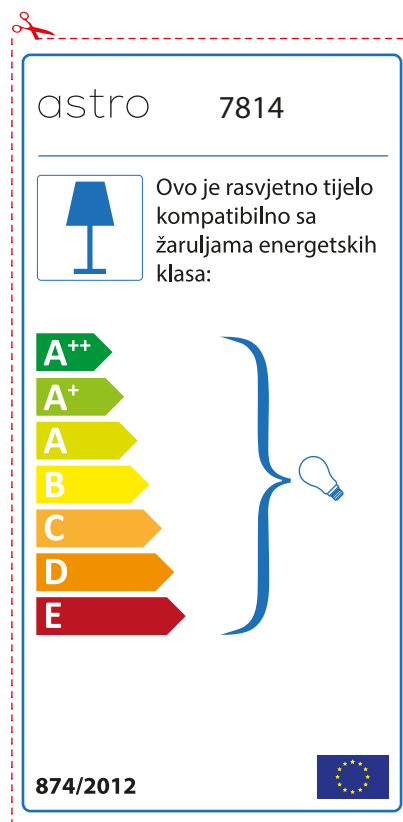 astro 7814
Ovo je rasvjetno tijelo
kompatibilno sa
žaruljama energetskih
klasa:
A++
A+
A
B
C
D
E
874/2012